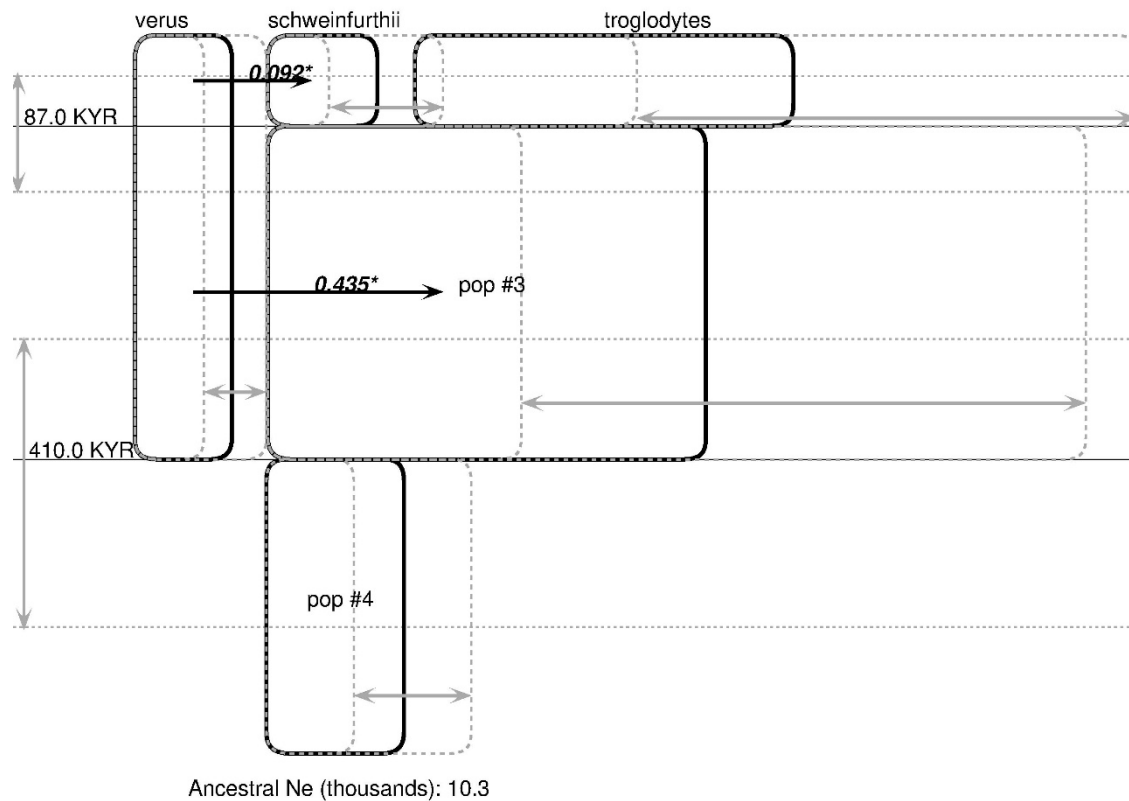 verus schweinfurthii troglodytes
0.092*
87.0 KYR
0.435* pop #3
410.0 KYR
pop #4
Ancestral Ne (thousands): 10.3